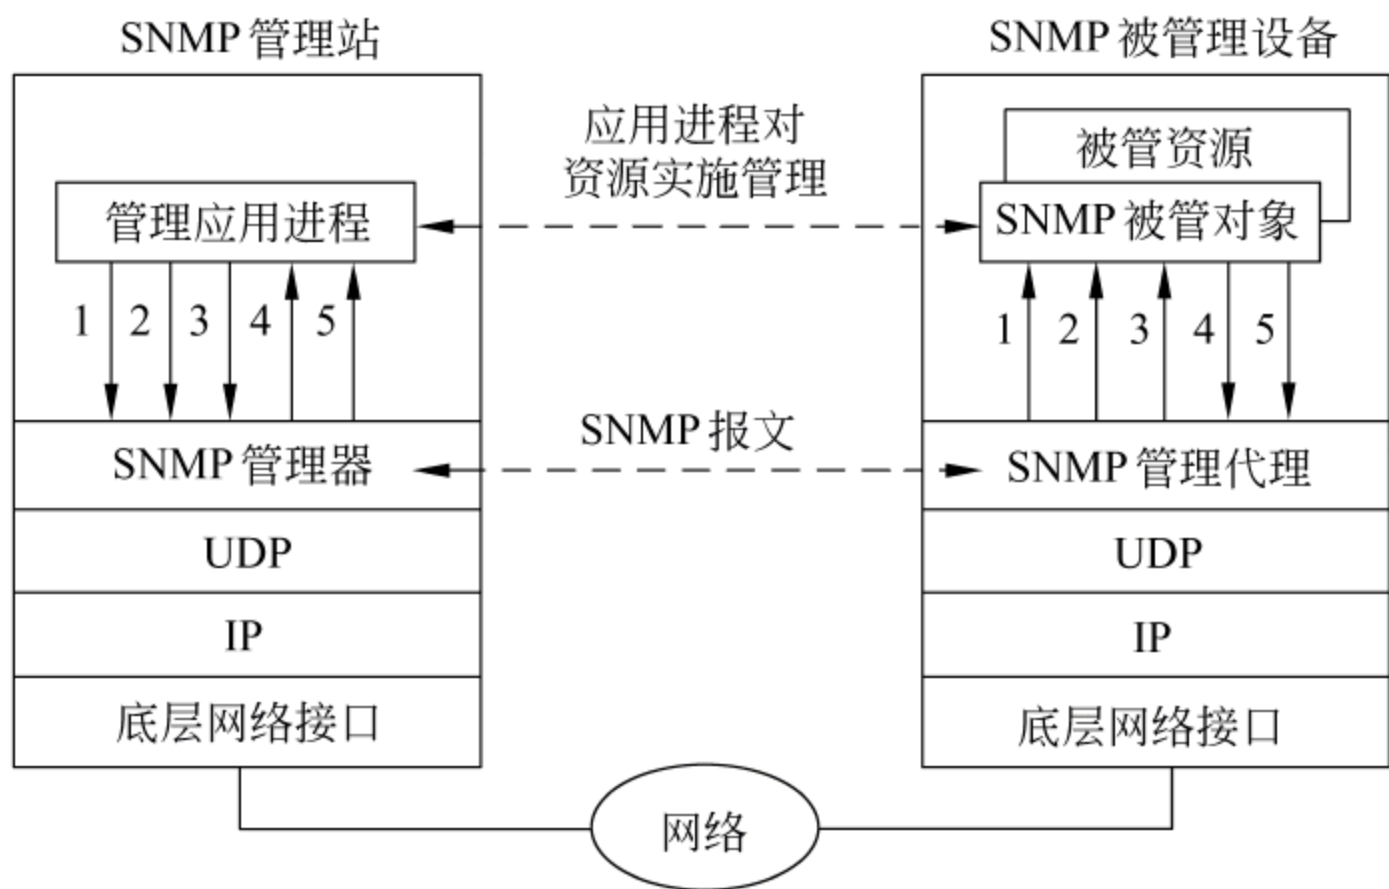 SNMP 管理站
SNMP 被管理设备
应用进程对
资源实施管理
被管资源
管理应用进程
SNMP 被管对象
1 2 3 4 5
1 2 3 4 5
SNMP 报文
SNMP 管理器
SNMP 管理代理
UDP
UDP
IP
IP
底层网络接口
底层网络接口
网络